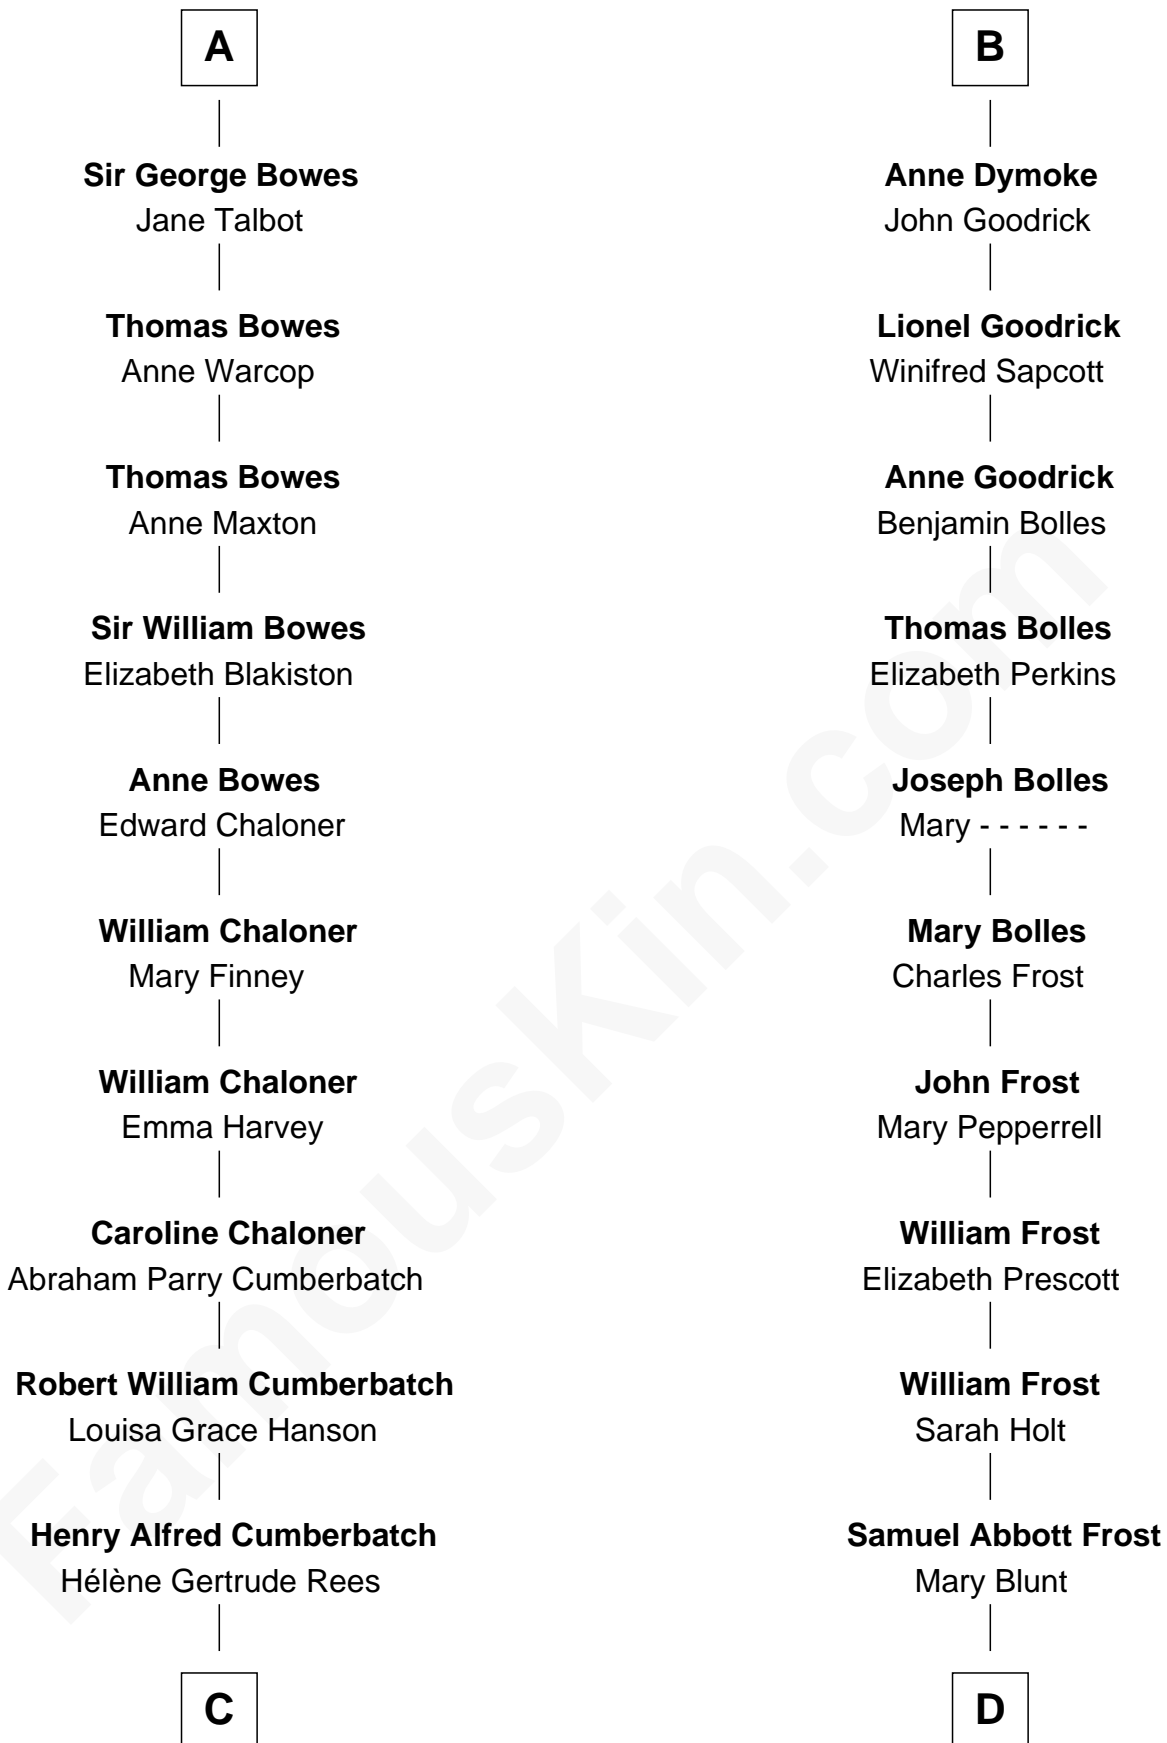 A
Sir George Bowes
Jane Talbot
Thomas Bowes
Anne Warcop
Thomas Bowes
Anne Maxton
Sir William Bowes
Elizabeth Blakiston
Anne Bowes
Edward Chaloner
William Chaloner
Mary Finney
William Chaloner
Emma Harvey
Caroline Chaloner
Abraham Parry Cumberbatch
Robert William Cumberbatch
Louisa Grace Hanson
Henry Alfred Cumberbatch
Hélène Gertrude Rees
C
B
Anne Dymoke
John Goodrick
Lionel Goodrick
Winifred Sapcott
Anne Goodrick
Benjamin Bolles
Thomas Bolles
Elizabeth Perkins
Joseph Bolles
Mary - - - - - -
Mary Bolles
Charles Frost
John Frost
Mary Pepperrell
William Frost
Elizabeth Prescott
William Frost
Sarah Holt
Samuel Abbott Frost
Mary Blunt
D
FamousKin.com